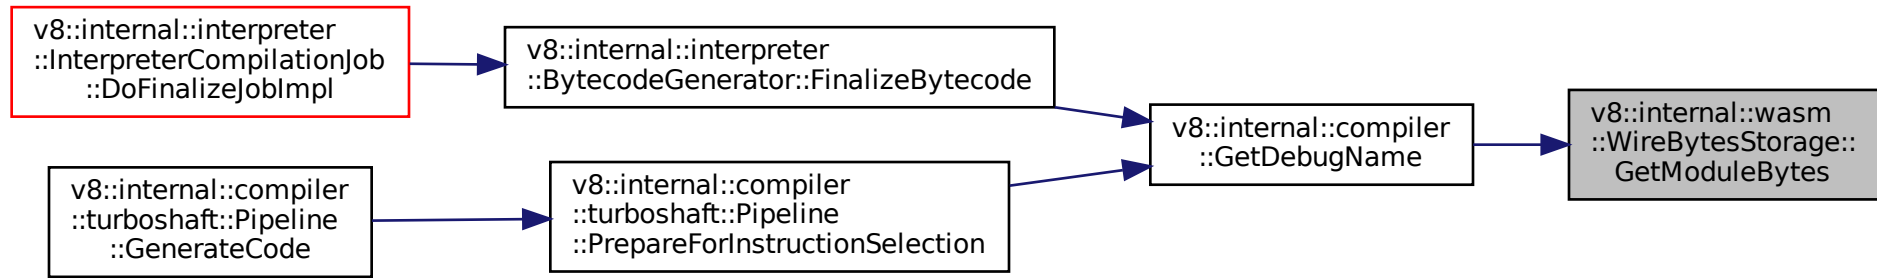 v8::internal::interpreter
::InterpreterCompilationJob
::DoFinalizeJobImpl
v8::internal::interpreter
::BytecodeGenerator::FinalizeBytecode
v8::internal::compiler
::GetDebugName
v8::internal::wasm
::WireBytesStorage::
GetModuleBytes
v8::internal::compiler
::turboshaft::Pipeline
::GenerateCode
v8::internal::compiler
::turboshaft::Pipeline
::PrepareForInstructionSelection